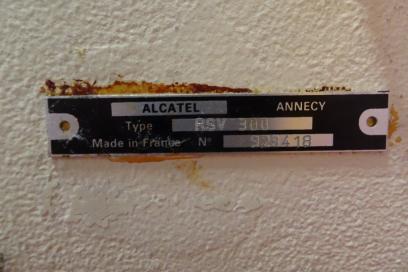 ALCATEL ANNECY
Type RSV 300
Made in France N°